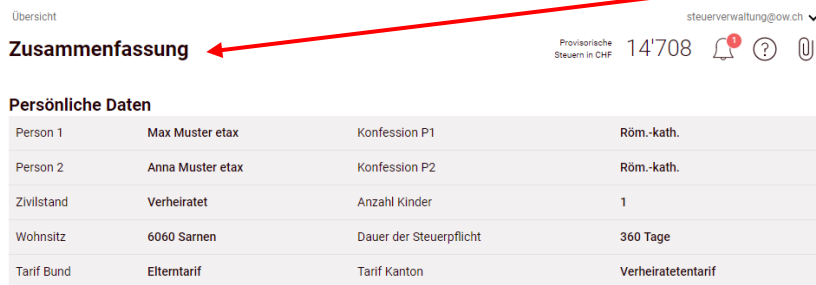 Übersicht steuerverwaltung@ow.ch
Zusammenfassung Provisorische Steuern in CHF 14'708 1 ?
Persönliche Daten
Person 1 Max Muster etax Konfession P1 Röm.-kath.
Person 2 Anna Muster etax Konfession P2 Röm.-kath.
Zivilstand Verheiratet Anzahl Kinder 1
Wohnsitz 6060 Sarnen Dauer der Steuerpflicht 360 Tage
Tarif Bund Elterntarif Tarif Kanton Verheiratetentarif